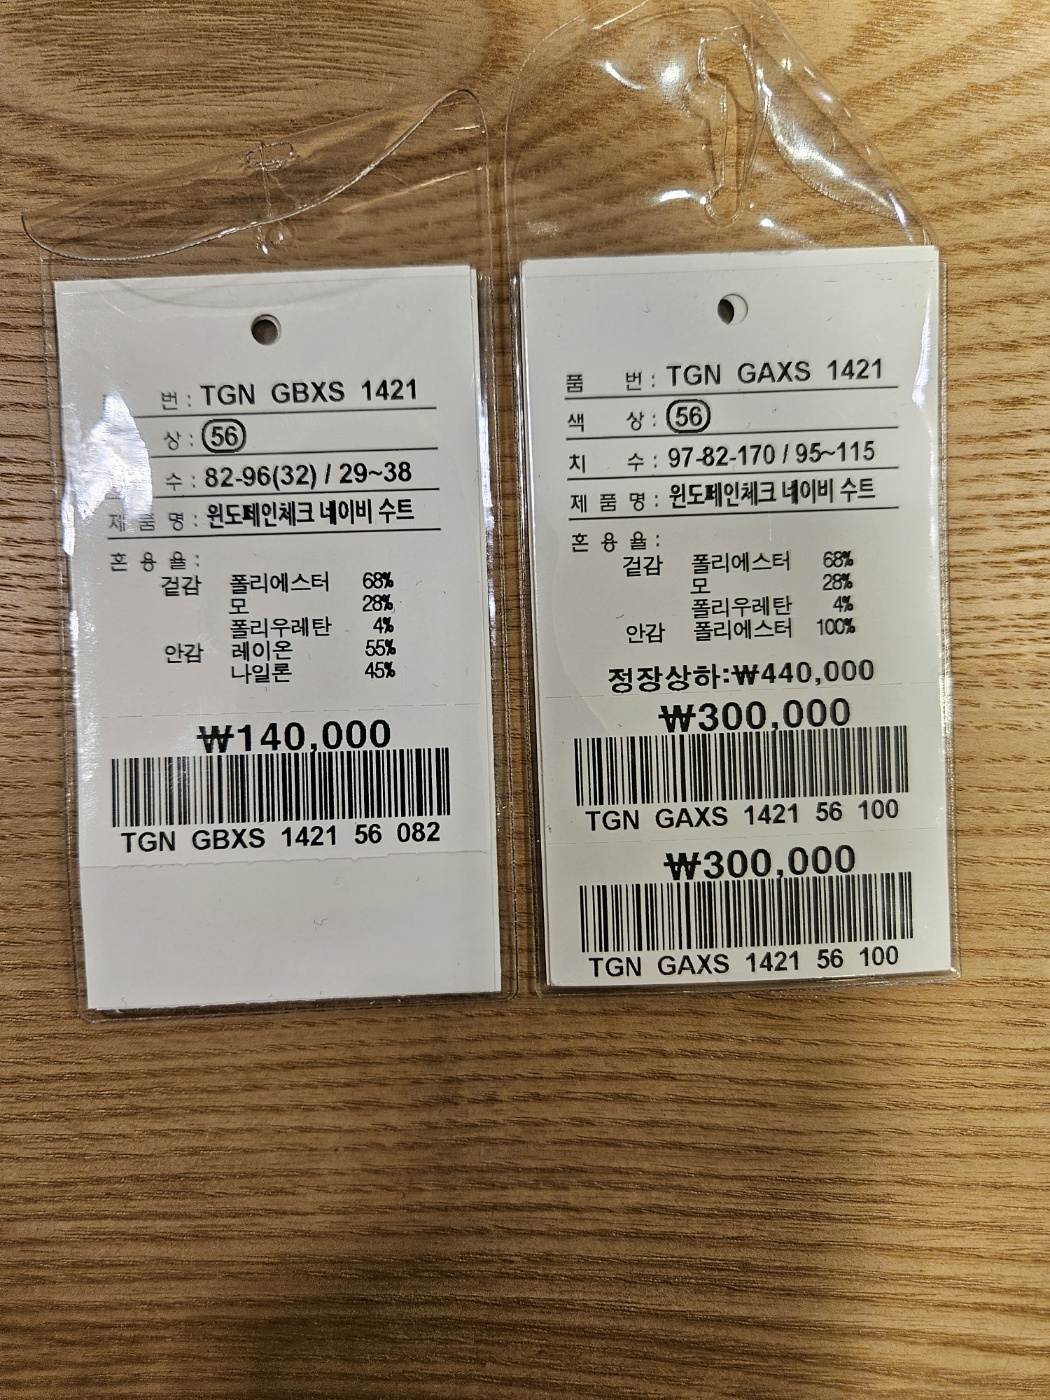 번 : TGN GBXS 1421
상 : 56
수 : 82-96(32) / 29~38
제 품 명 : 윈도페인체크 네이비 수트
혼 용 율 :
겉감 폴리에스터 68%
모 28%
폴리우레탄 4%
안감 레이온 55%
나일론 45%
₩140,000
TGN GBXS 1421 56 082
품 번 : TGN GAXS 1421
색 상 : 56
치 수 : 97-82-170 / 95~115
제 품 명 : 윈도페인체크 네이비 수트
혼 용 율 :
겉감 폴리에스터 68%
모 28%
폴리우레탄 4%
안감 폴리에스터 100%
정장상하:₩440,000
₩300,000
TGN GAXS 1421 56 100
₩300,000
TGN GAXS 1421 56 100